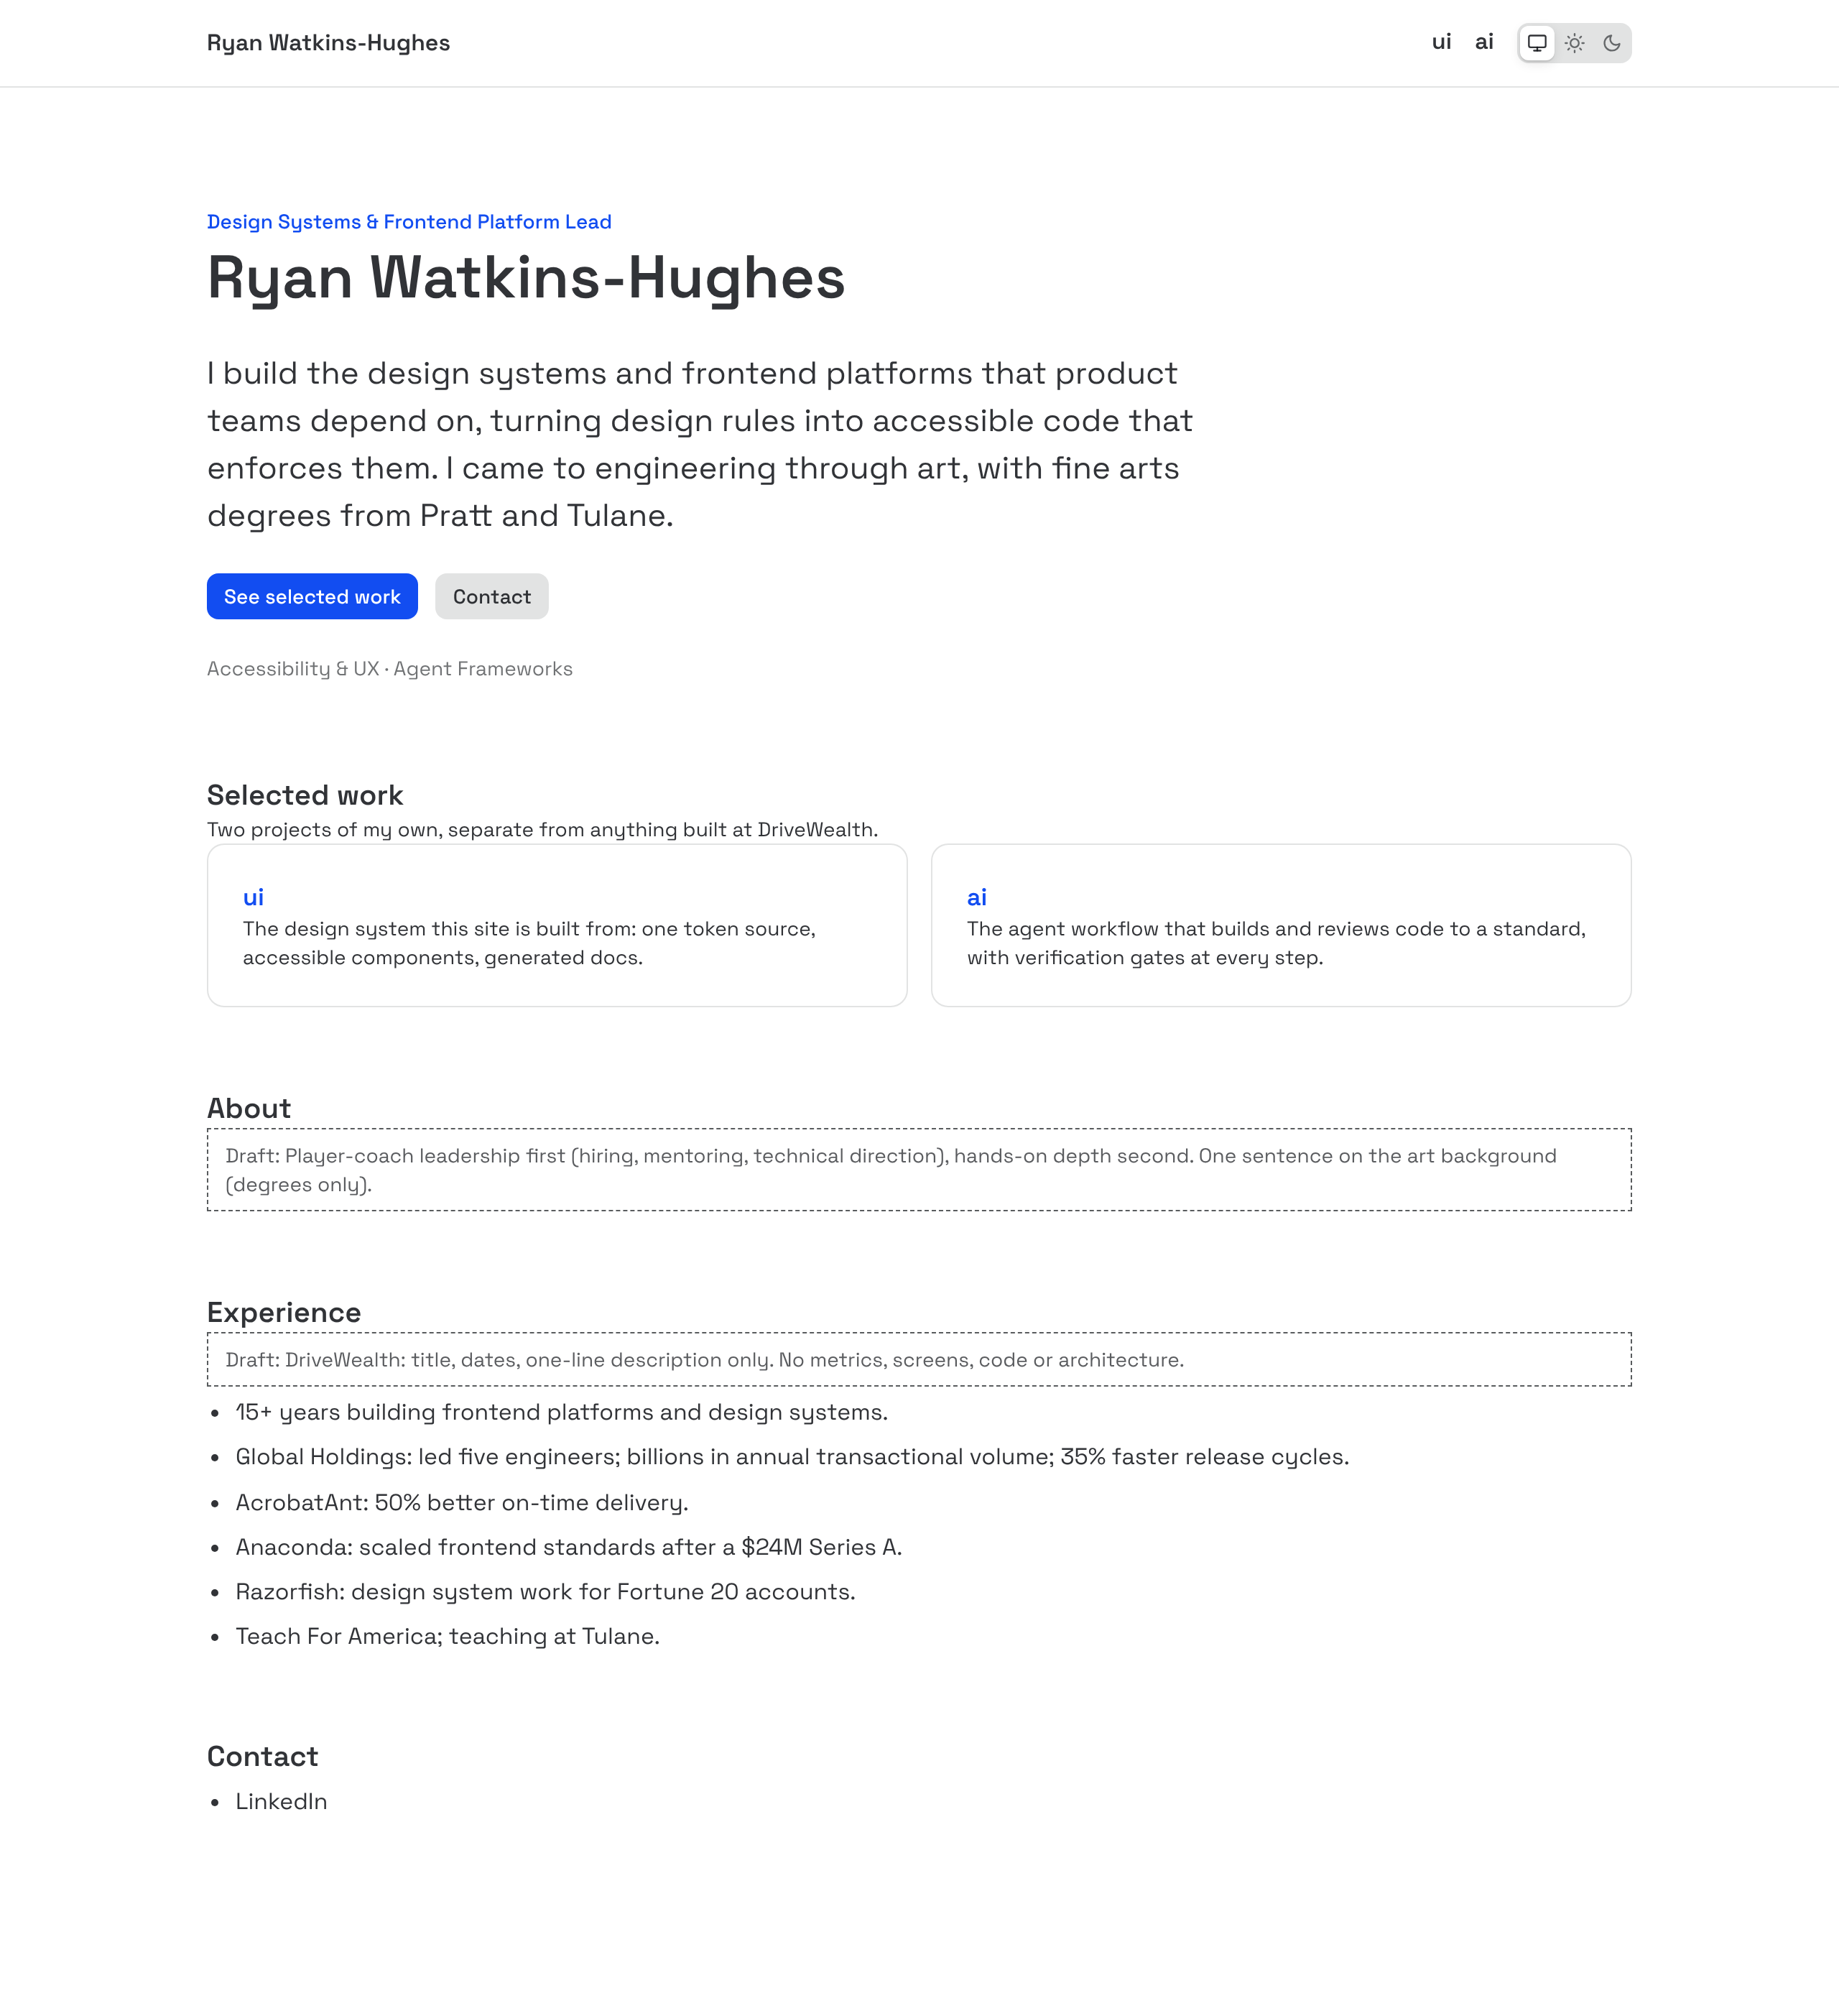 Ryan Watkins-Hughes
ui ai
Design Systems & Frontend Platform Lead
Ryan Watkins-Hughes
I build the design systems and frontend platforms that product
teams depend on, turning design rules into accessible code that
enforces them. I came to engineering through art, with fine arts
degrees from Pratt and Tulane.
See selected work Contact
Accessibility & UX · Agent Frameworks
Selected work
Two projects of my own, separate from anything built at DriveWealth.
ui
The design system this site is built from: one token source,
accessible components, generated docs.
ai
The agent workflow that builds and reviews code to a standard,
with verification gates at every step.
About
Draft: Player-coach leadership first (hiring, mentoring, technical direction), hands-on depth second. One sentence on the art background
(degrees only).
Experience
Draft: DriveWealth: title, dates, one-line description only. No metrics, screens, code or architecture.
• 15+ years building frontend platforms and design systems.
• Global Holdings: led five engineers; billions in annual transactional volume; 35% faster release cycles.
• AcrobatAnt: 50% better on-time delivery.
• Anaconda: scaled frontend standards after a $24M Series A.
• Razorfish: design system work for Fortune 20 accounts.
• Teach For America; teaching at Tulane.
Contact
• LinkedIn